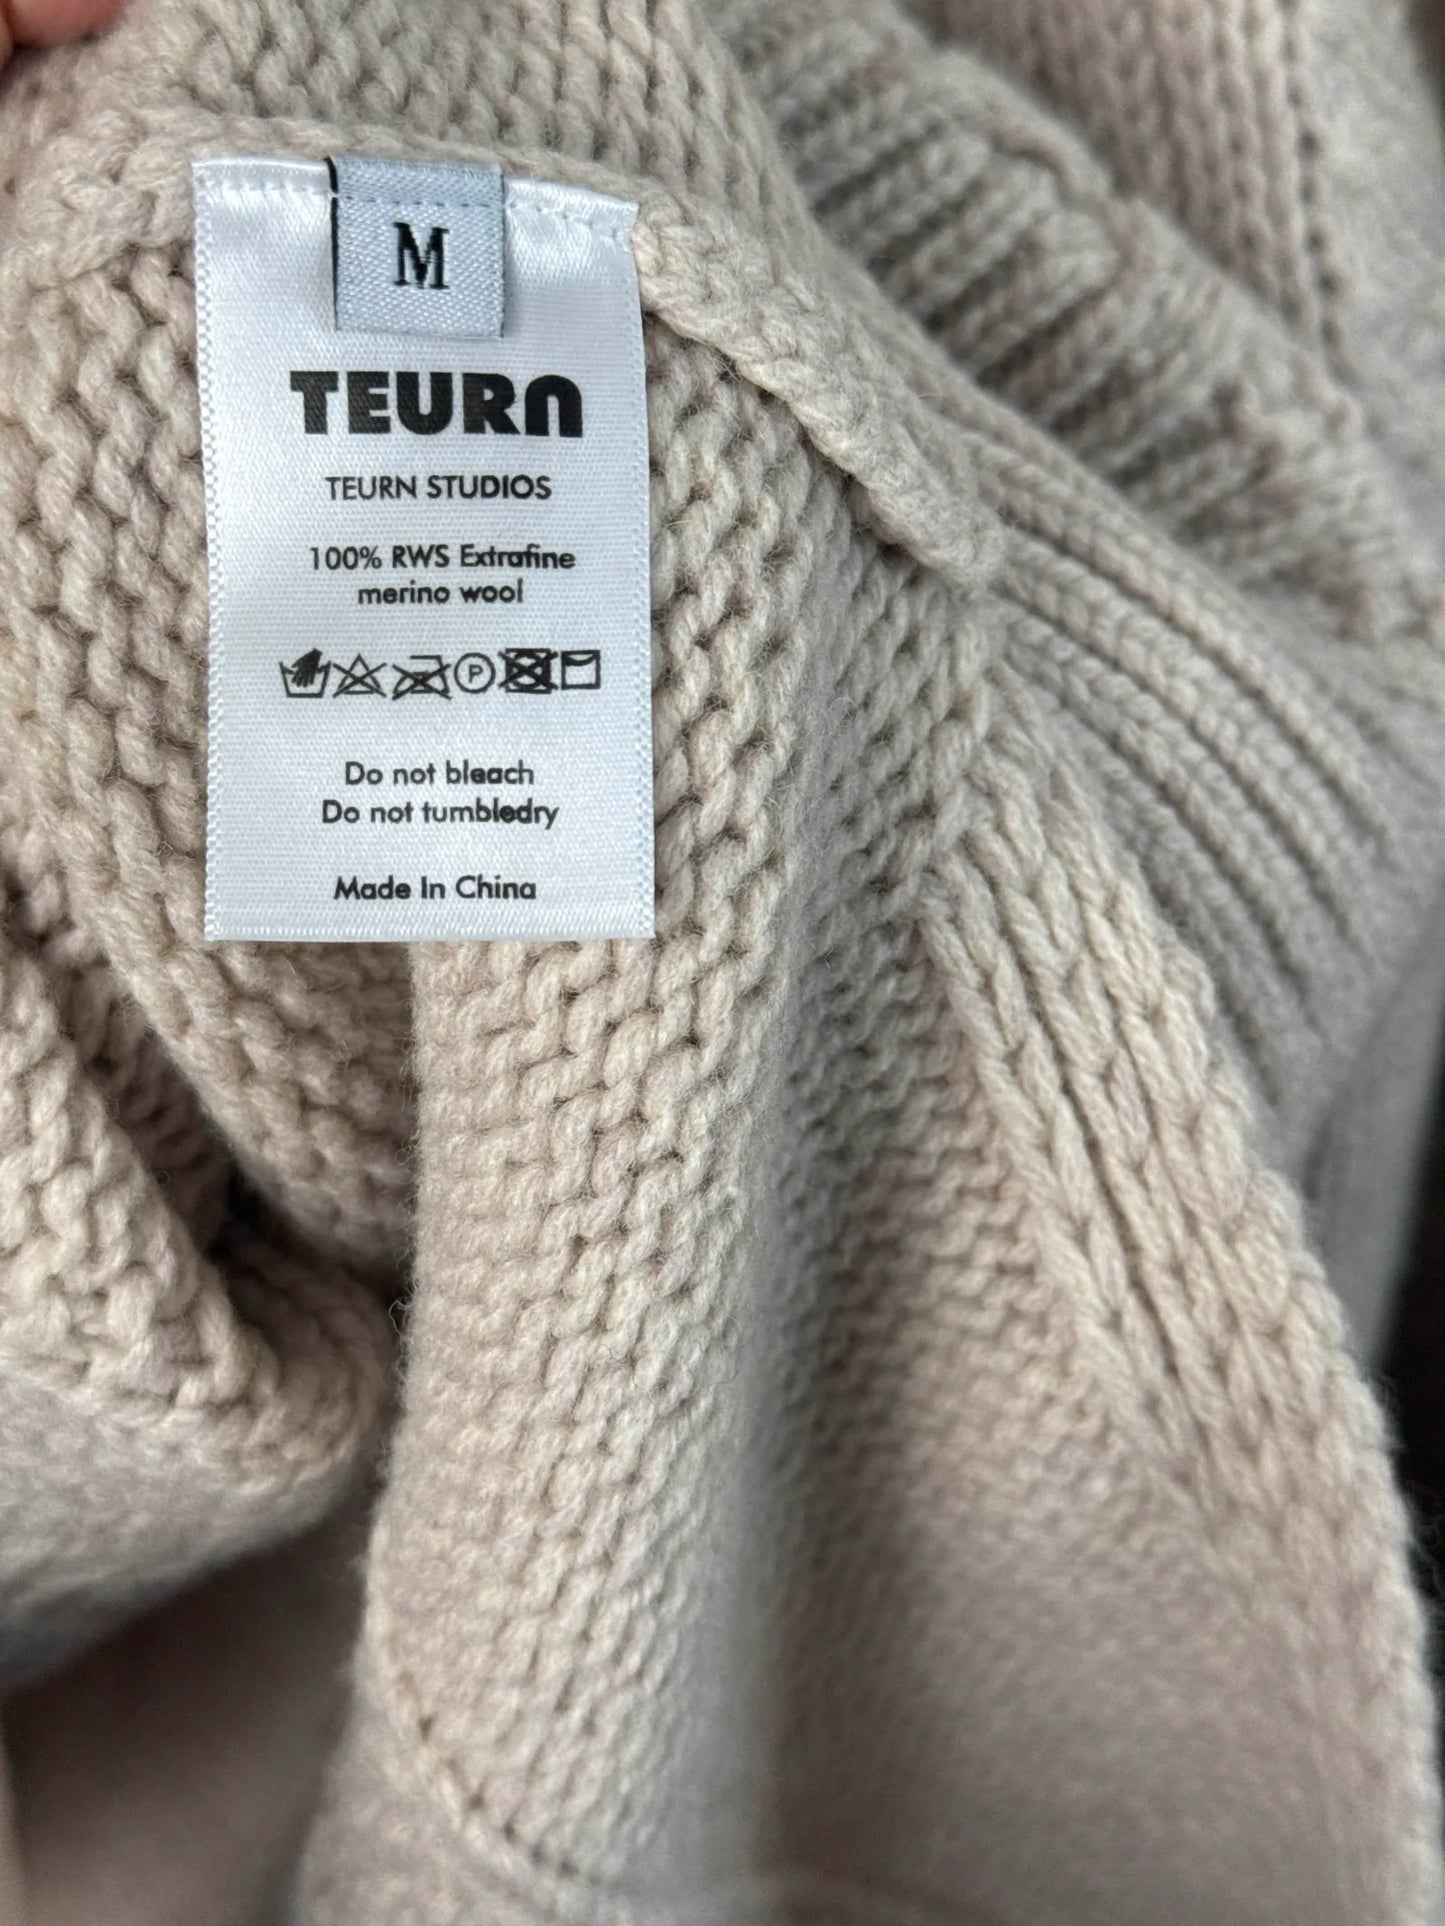 M
TEURN
TEURN STUDIOS
100% RWS Extrafine
merino wool
P
Do not bleach
Do not tumbledry
Made In China